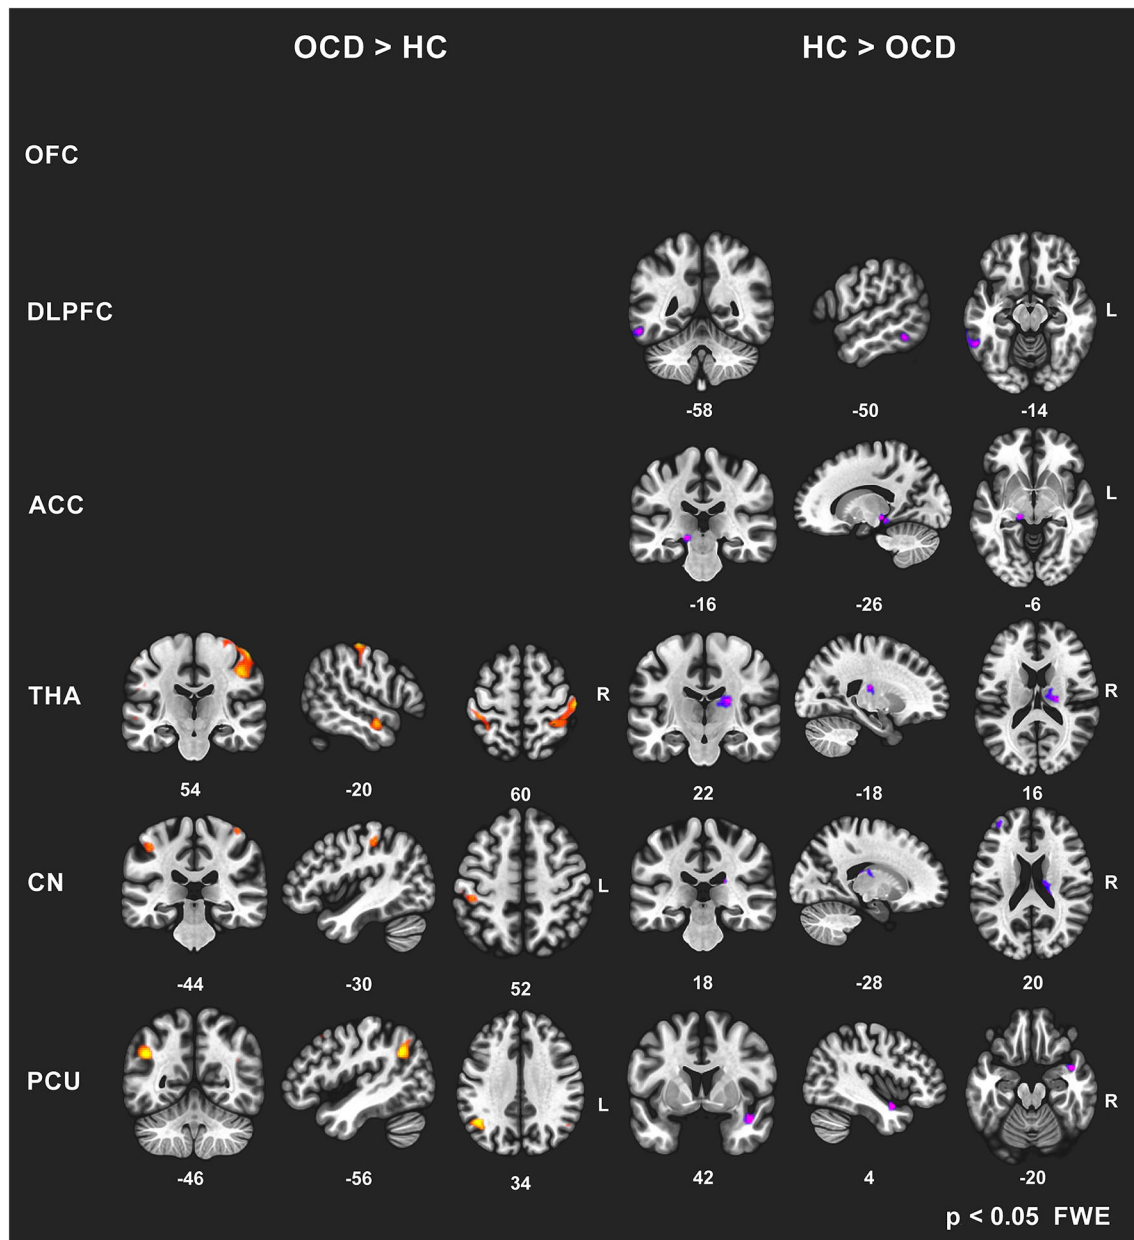 OCD > HC HC > OCD
OFC
DLPFC L
-58 -50 -14
ACC L
-16 -26 -6
THA R R
54 -20 60 22 -18 16
CN L R
-44 -30 52 18 -28 20
PCU L R
-46 -56 34 42 4 -20
p < 0.05 FWE